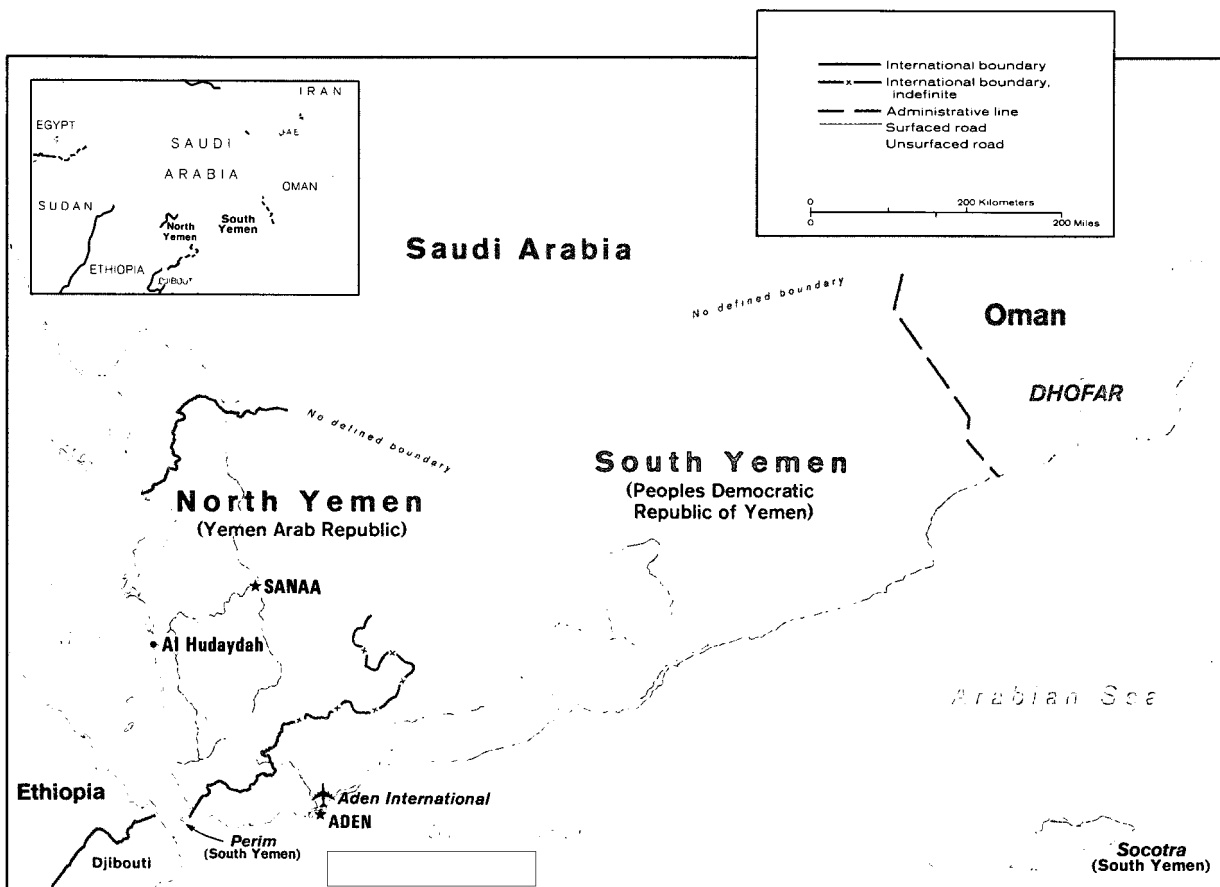 International boundary
International boundary,
indefinite
Administrative line
Surfaced road
Unsurfaced road
0 200 Kilometers
0 200 Miles
IRAN
EGYPT
UAE
SAUDI
ARABIA
OMAN
SUDAN
North
Yemen
South
Yemen
ETHIOPIA
Saudi Arabia
No defined boundary
Oman
DHOFAR
No defined boundary
South Yemen
(Peoples Democratic
Republic of Yemen)
North Yemen
(Yemen Arab Republic)
SANAA
Al Hudaydah
Arabian Sea
Ethiopia
Aden International
ADEN
Perim
(South Yemen)
Djibouti
Socotra
(South Yemen)